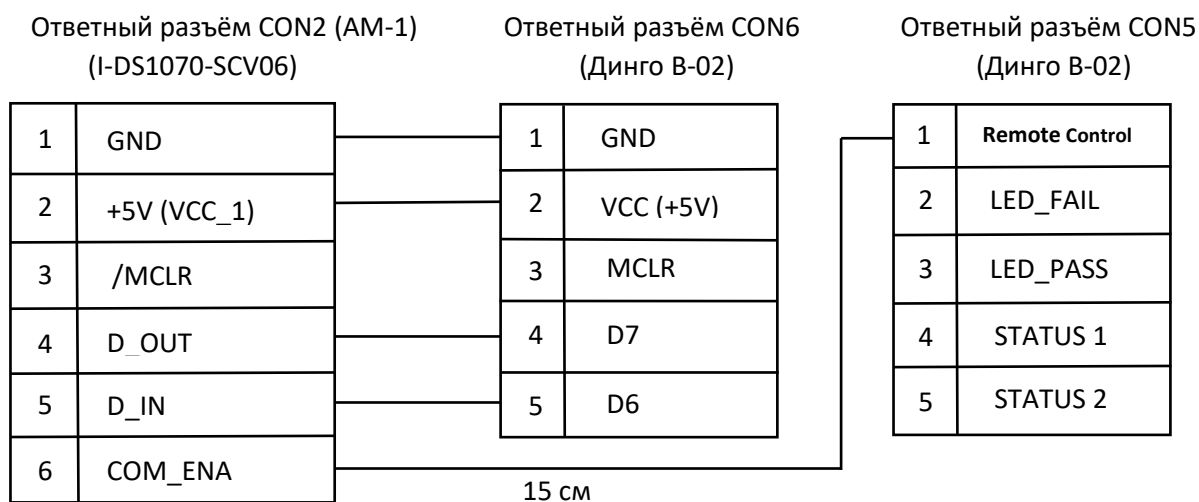 Ответный разъём CON2 (АМ-1)
(I-DS1070-SCV06)
1 GND
2 +5V (VCC_1)
3 /MCLR
4 D_OUT
5 D_IN
6 COM_ENA
Ответный разъём CON6
(Динго В-02)
1 GND
2 VCC (+5V)
3 MCLR
4 D7
5 D6
Ответный разъём CON5
(Динго В-02)
1 Remote Control
2 LED_FAIL
3 LED_PASS
4 STATUS 1
5 STATUS 2
15 см